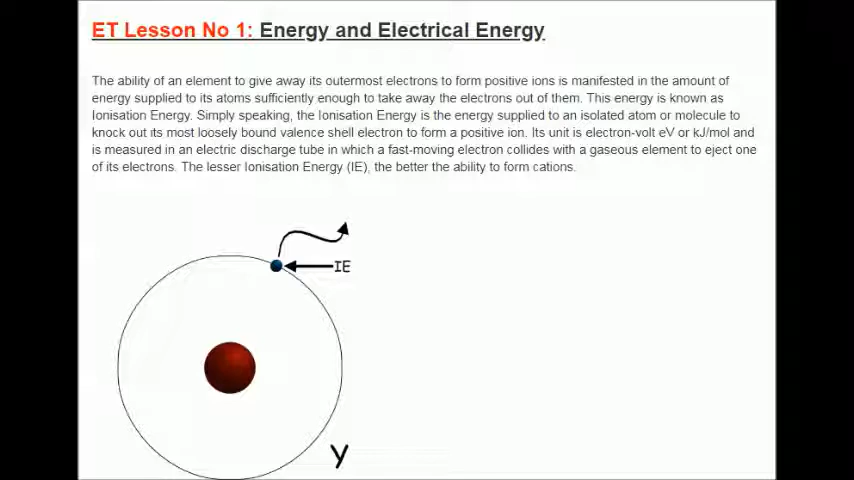 ET Lesson No 1: Energy and Electrical Energy
The ability of an element to give away its outermost electrons to form positive ions is manifested in the amount of
energy supplied to its atoms sufficiently enough to take away the electrons out of them. This energy is known as
Ionisation Energy. Simply speaking, the Ionisation Energy is the energy supplied to an isolated atom or molecule to
knock out its most loosely bound valence shell electron to form a positive ion. Its unit is electron-volt eV or kJ/mol and
is measured in an electric discharge tube in which a fast-moving electron collides with a gaseous element to eject one
of its electrons. The lesser Ionisation Energy (IE), the better the ability to form cations.
IE
Y